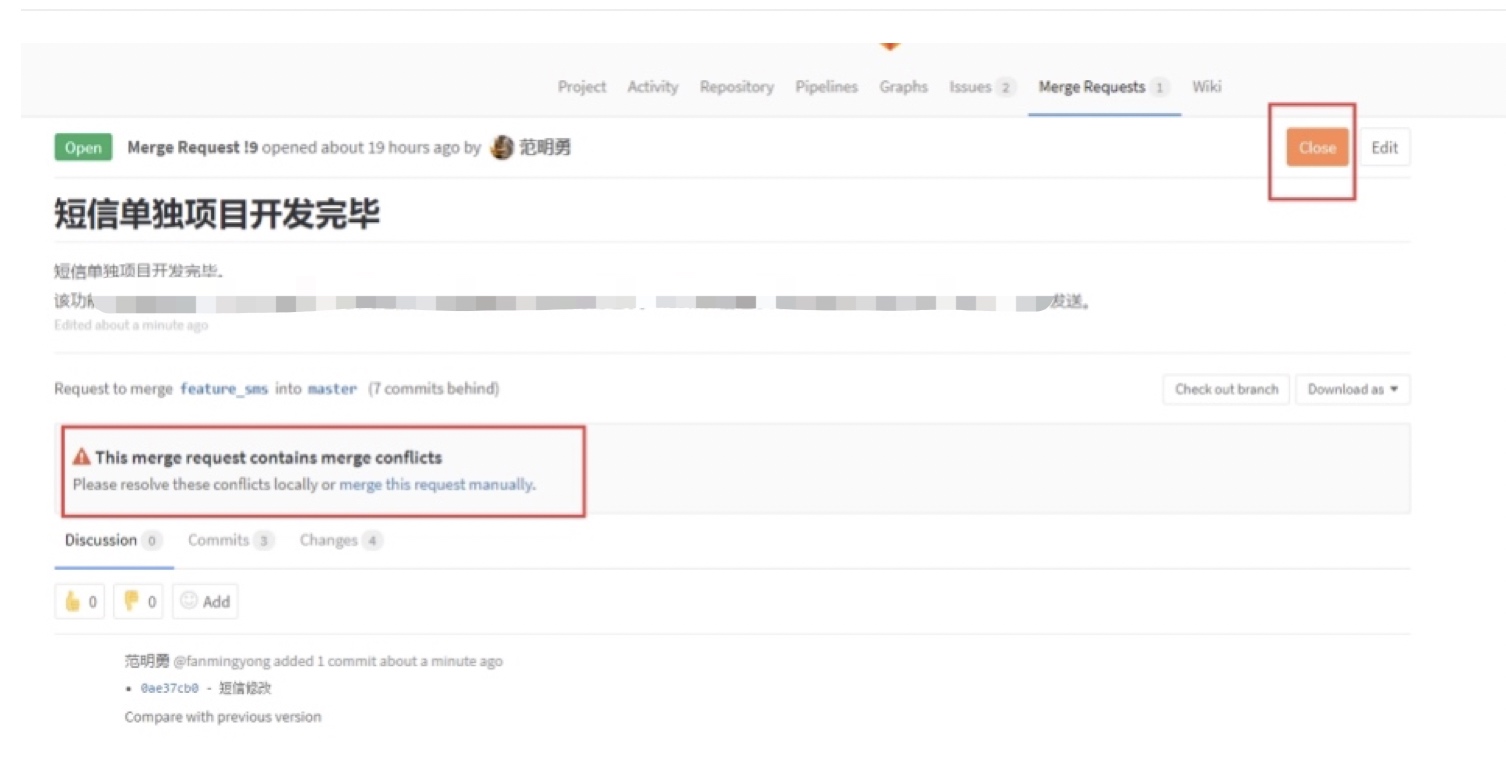 Project Activity Repository Pipelines Graphs Issues 2 Merge Requests 1 Wiki
Open Merge Request !9 opened about 19 hours ago by 范明勇 Close Edit
短信单独项目开发完毕
短信单独项目开发完毕。
该功 发送。
Edited about a minute ago
Request to merge feature_sms into master (7 commits behind) Check out branch Download as
This merge request contains merge conflicts
Please resolve these conflicts locally or merge this request manually.
Discussion 0 Commits 3 Changes 4
0 0 Add
范明勇 @fanmingyong added 1 commit about a minute ago
• 0ae37cb0 - 短信修改
Compare with previous version